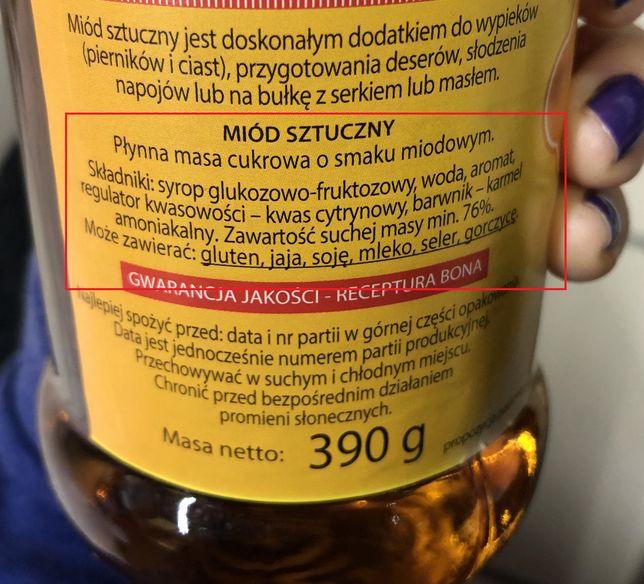 Miód sztuczny jest doskonałym dodatkiem do wypieków
(pierników i ciast), przygotowania deserów, słodzenia
napojów lub na bułkę z serkiem lub masłem.
MIÓD SZTUCZNY
Płynna masa cukrowa o smaku miodowym.
Składniki: syrop glukozowo-fruktozowy, woda, aromat,
regulator kwasowości – kwas cytrynowy, barwnik – karmel
amoniakalny. Zawartość suchej masy min. 76%.
Może zawierać: gluten, jaja, soję, mleko, seler, gorczycę.
GWARANCJA JAKOŚCI - RECEPTURA BONA
Najlepiej spożyć przed: data i nr partii w górnej części opakowania.
Data jest jednocześnie numerem partii produkcyjnej.
Przechowywać w suchym i chłodnym miejscu.
Chronić przed bezpośrednim działaniem
promieni słonecznych.
Masa netto: 390 g
propozycja